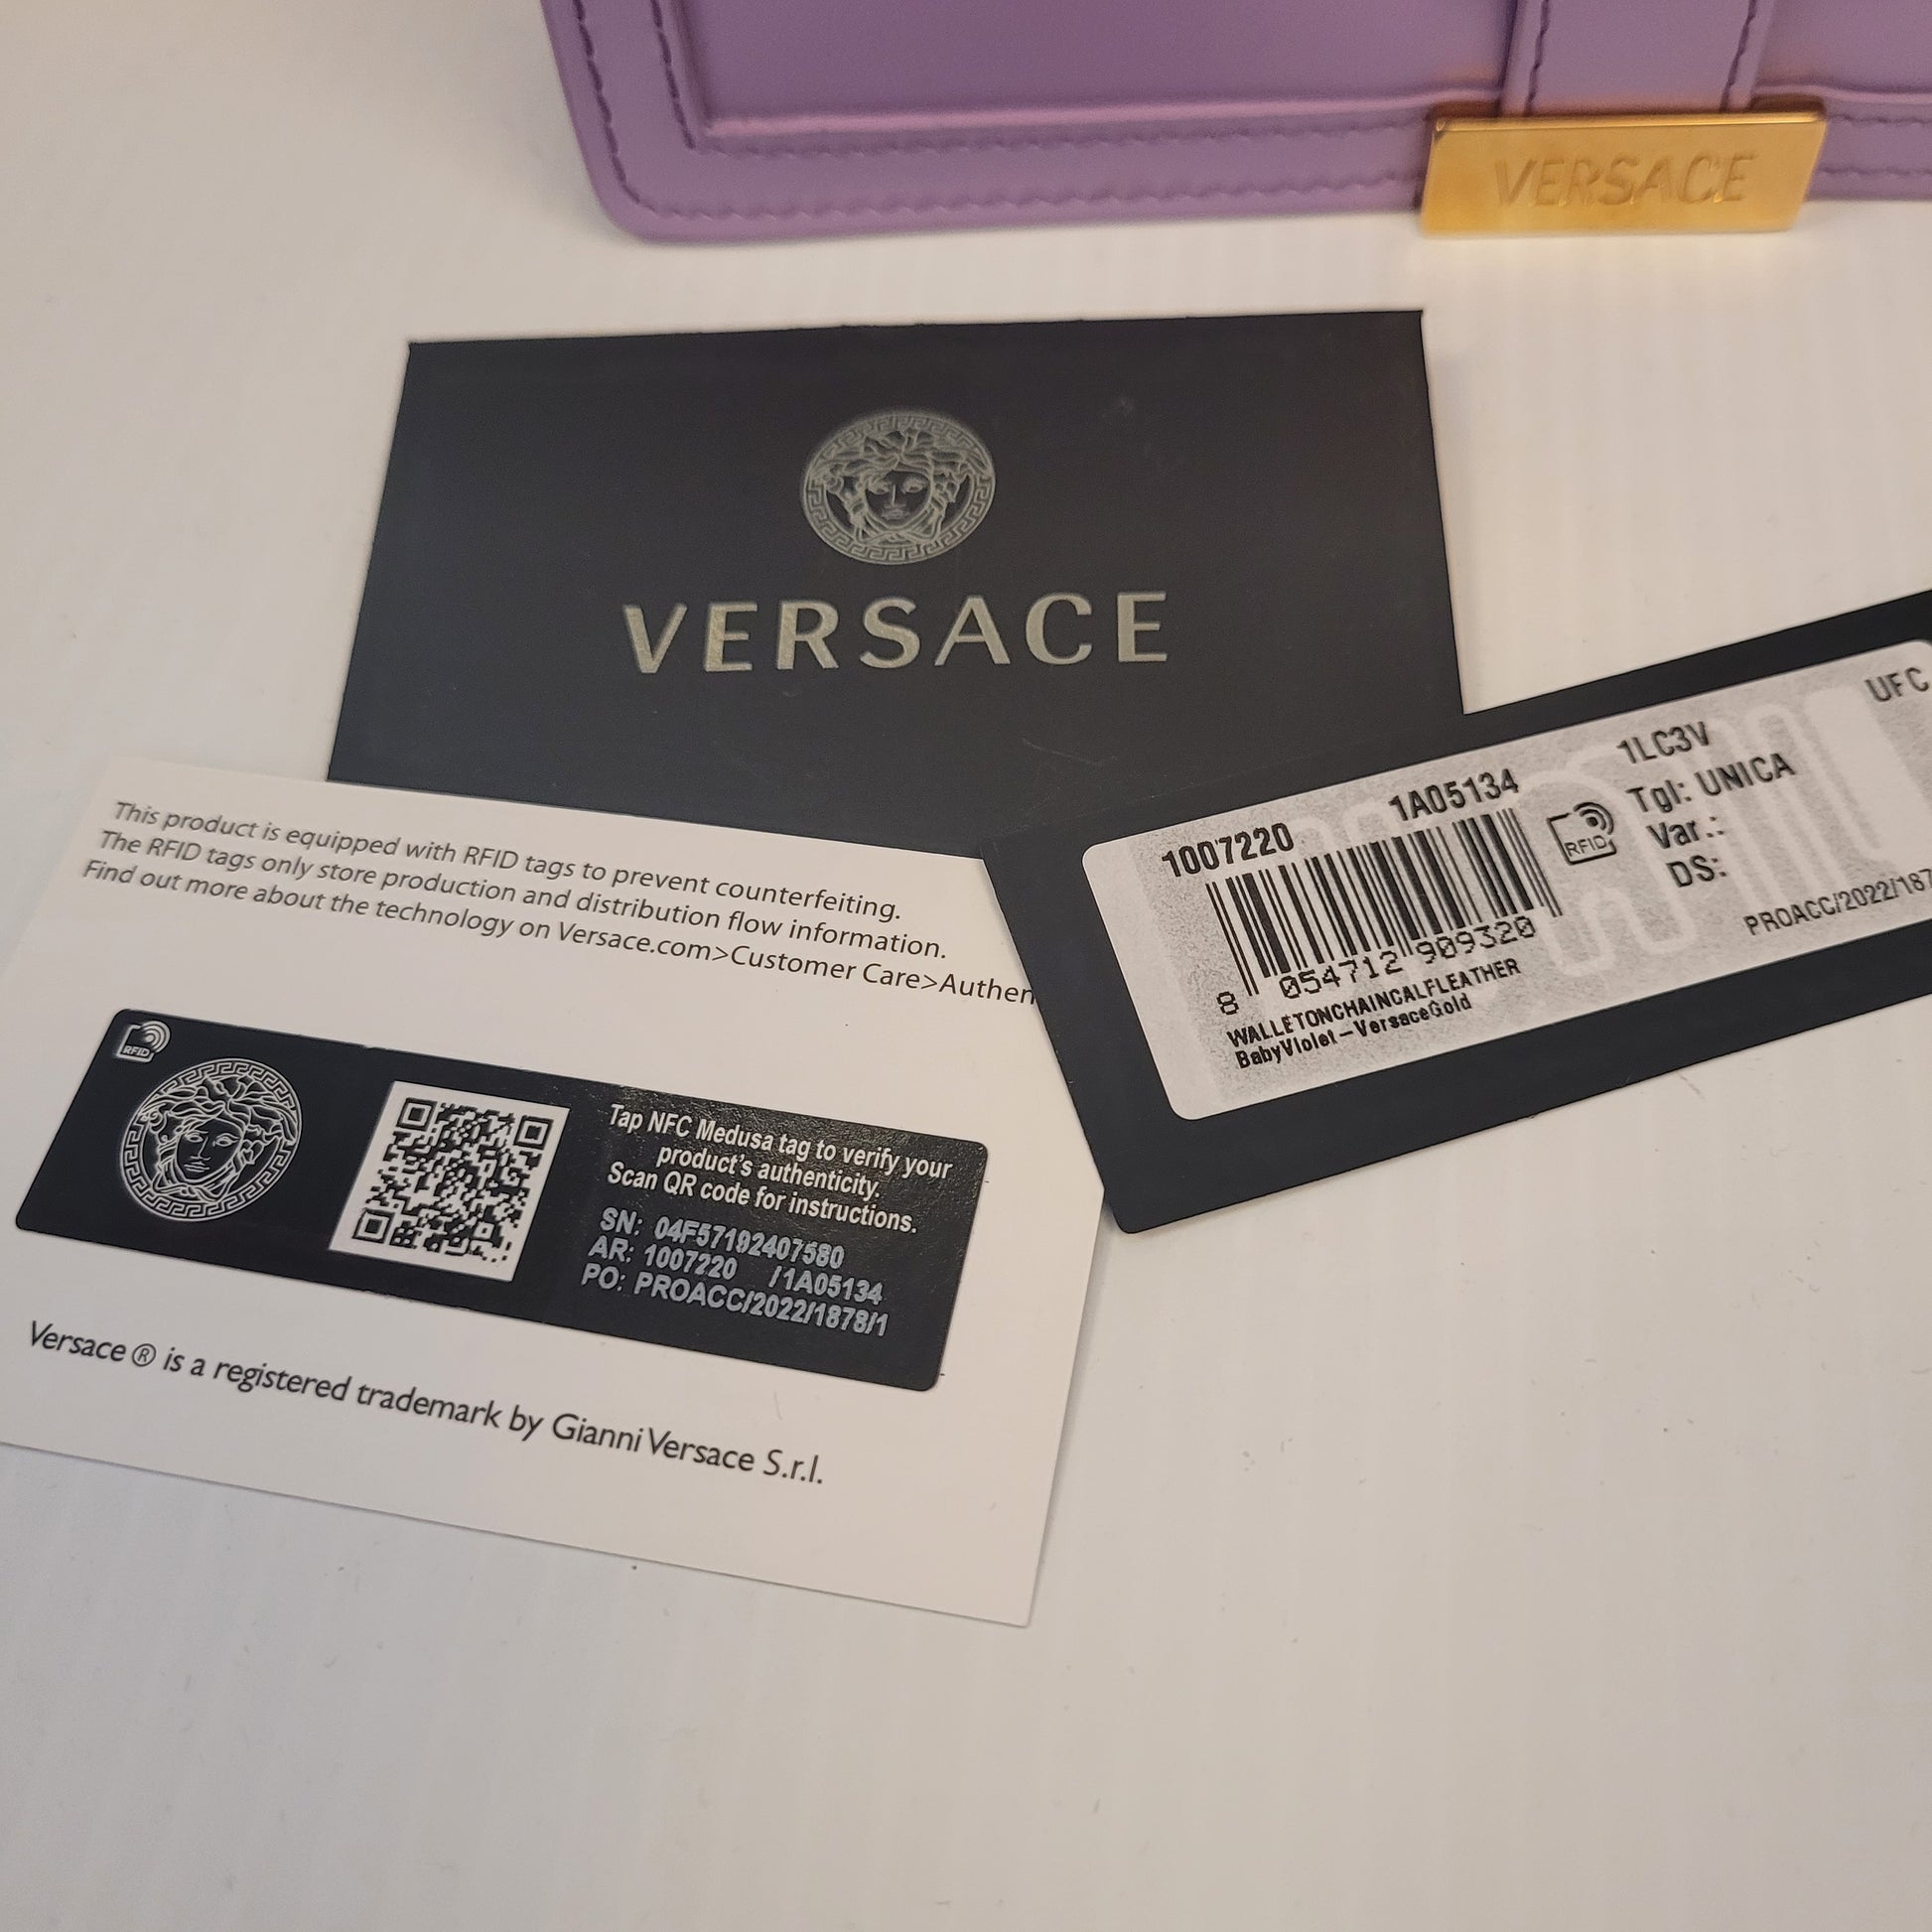 VERSACE
VERSACE
This product is equipped with RFID tags to prevent counterfeiting.
The RFID tags only store production and distribution flow information.
Find out more about the technology on Versace.com>Customer Care>Authen
RFID
Tap NFC Medusa tag to verify your
product's authenticity.
Scan QR code for instructions.
SN: 04F57192407580
AR: 1007220 /1A05134
PO: PROACC/2022/1878/1
Versace ® is a registered trademark by Gianni Versace S.r.l.
1007220 1A05134 1LC3V UFC
RFID
Tgl: UNICA
Var.:
DS:
PROACC/2022/187
8 054712 909320
WALLETONCHAINCALFLEATHER
BabyViolet-VersaceGold